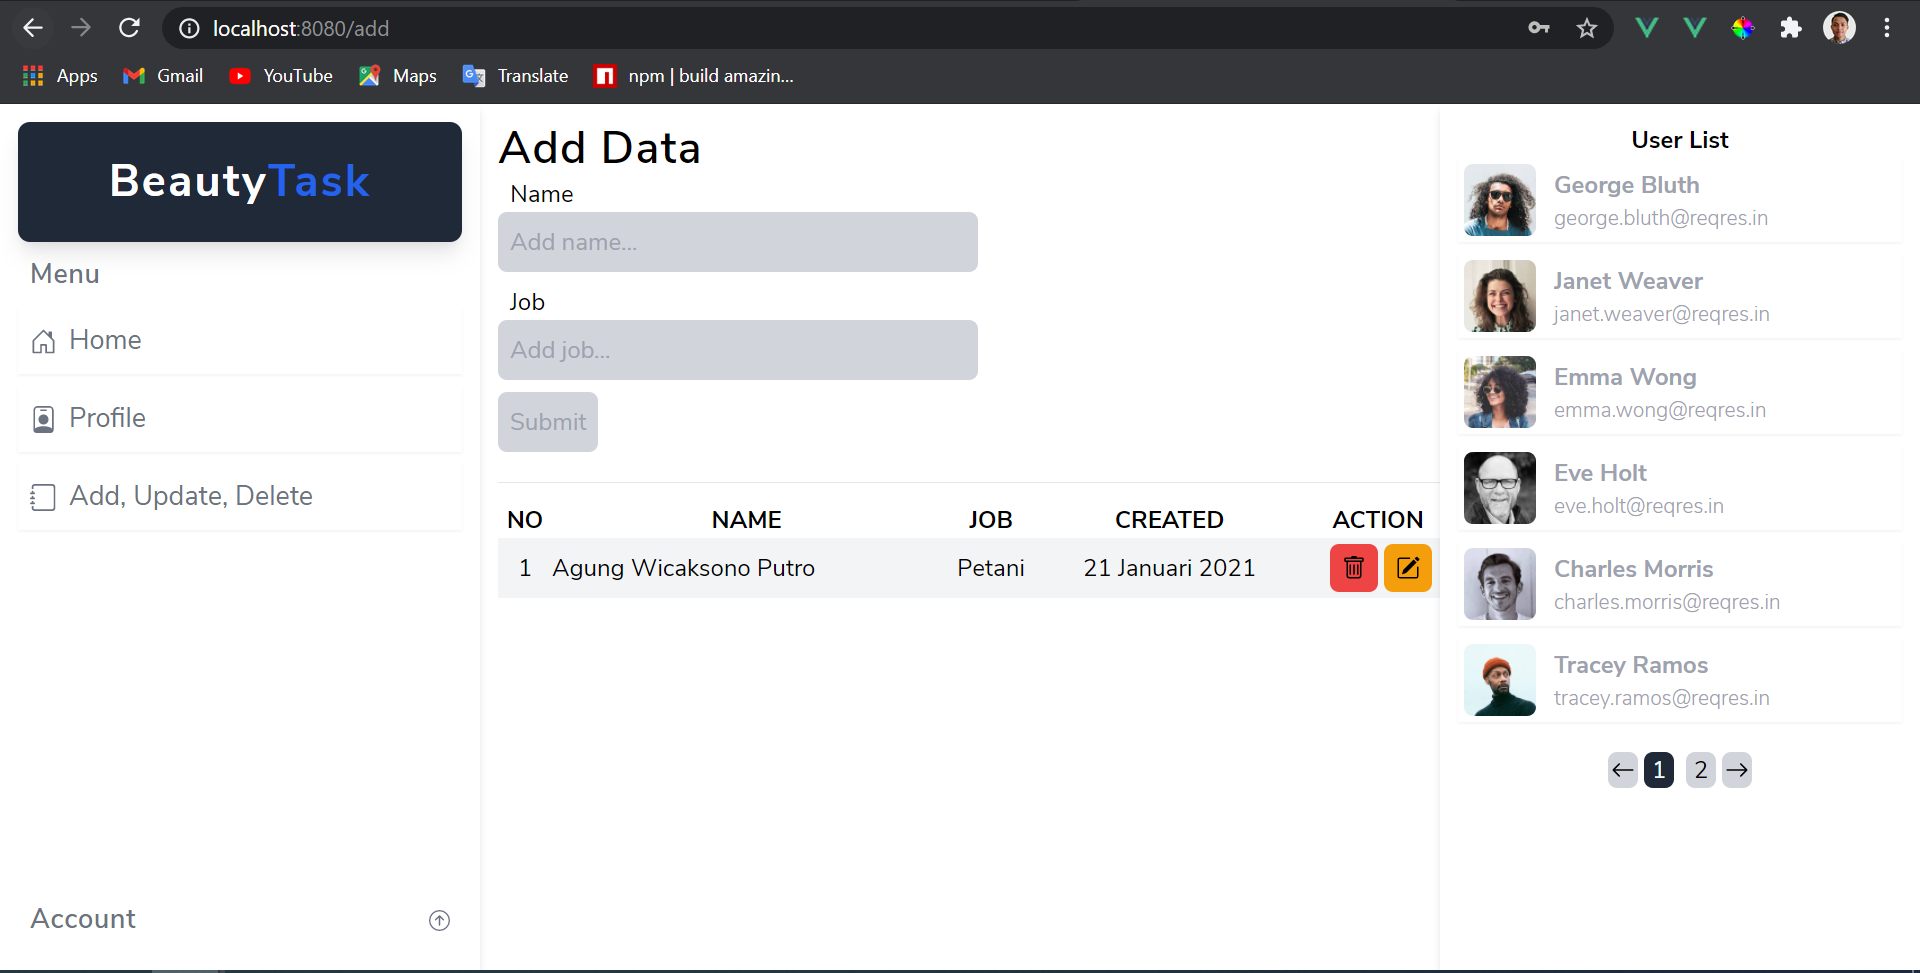 localhost:8080/add
Apps Gmail YouTube Maps Translate npm | build amazin...
BeautyTask
Menu
Home
Profile
Add, Update, Delete
Account
Add Data
Name
Add name...
Job
Add job...
Submit
NO NAME JOB CREATED ACTION
1 Agung Wicaksono Putro Petani 21 Januari 2021
User List
George Bluth
george.bluth@reqres.in
Janet Weaver
janet.weaver@reqres.in
Emma Wong
emma.wong@reqres.in
Eve Holt
eve.holt@reqres.in
Charles Morris
charles.morris@reqres.in
Tracey Ramos
tracey.ramos@reqres.in
1 2